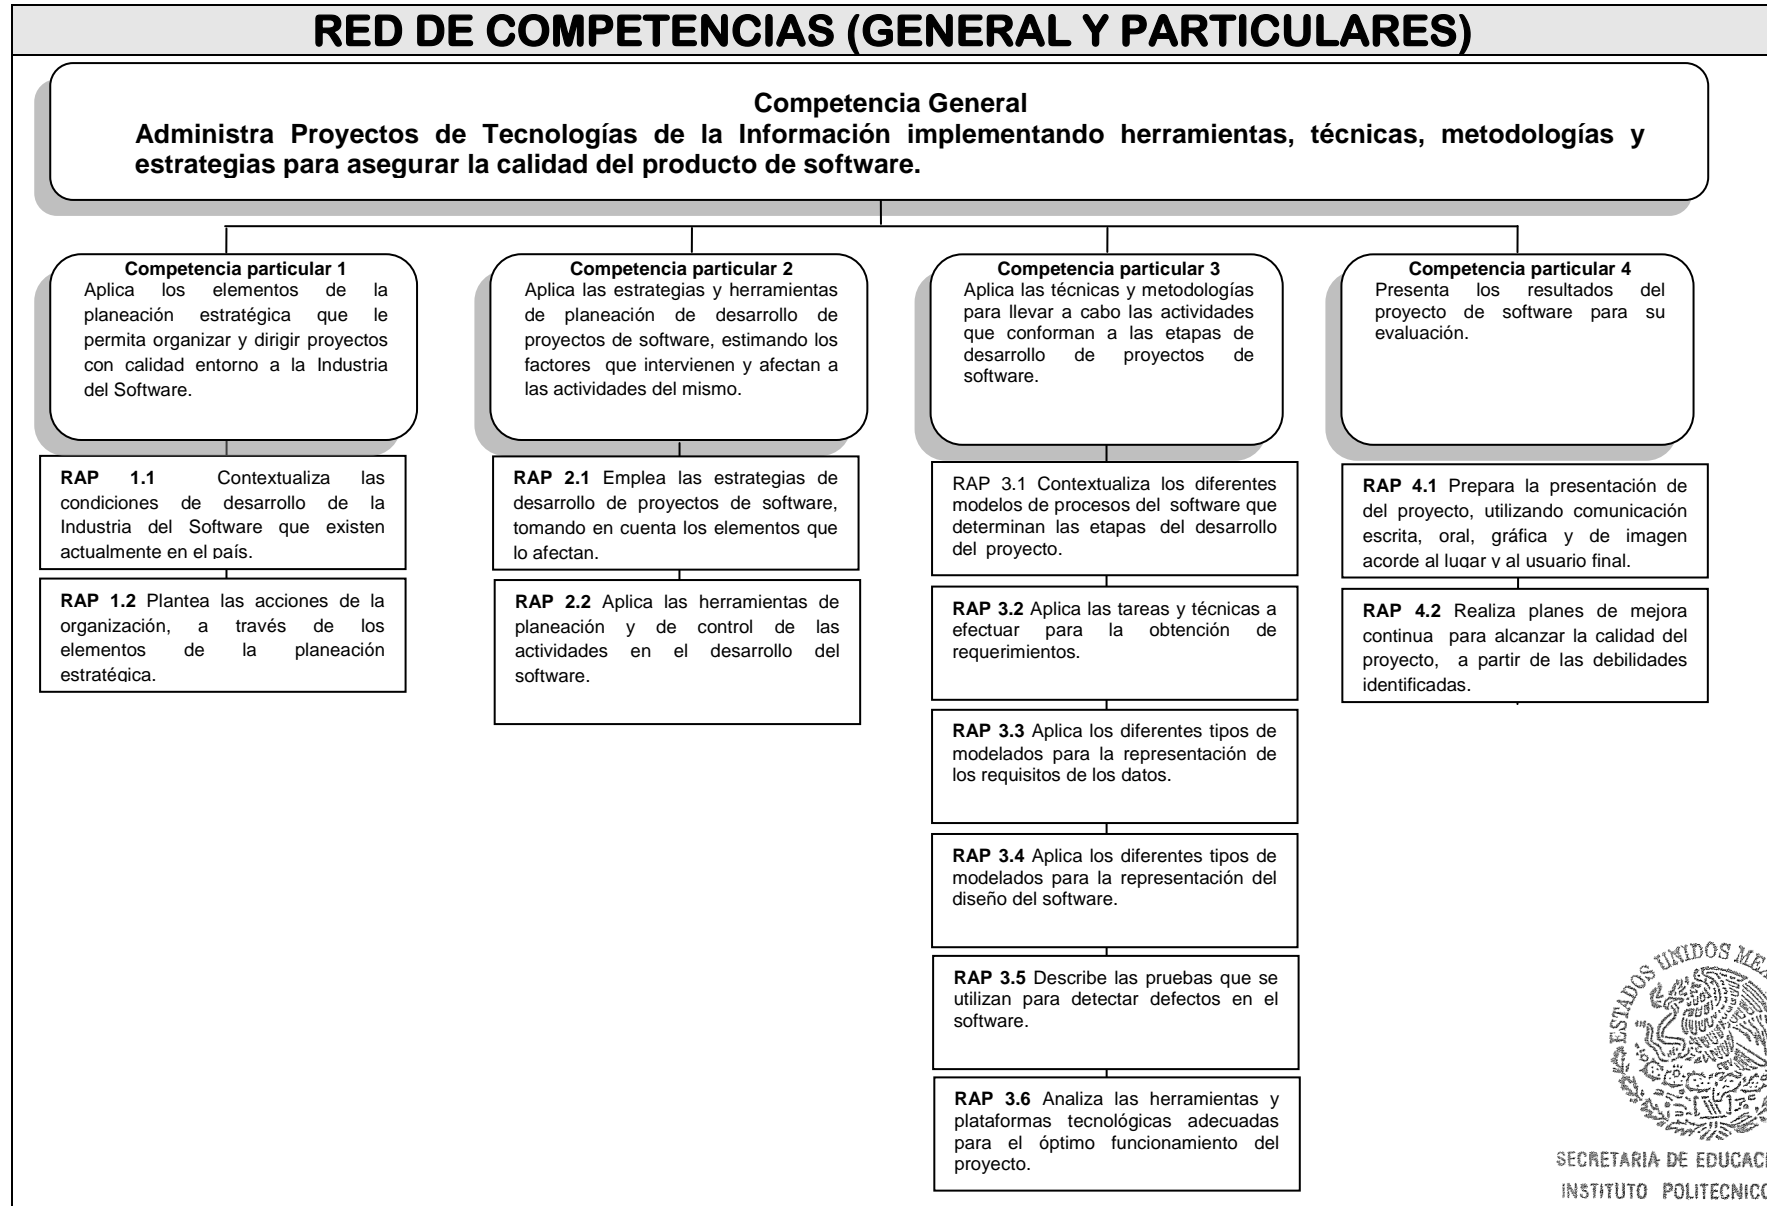 RED DE COMPETENCIAS (GENERAL Y PARTICULARES)
Competencia General
Administra Proyectos de Tecnologías de la Información implementando herramientas, técnicas, metodologías y
estrategias para asegurar la calidad del producto de software.
Competencia particular 1
Aplica los elementos de la
planeación estratégica que le
permita organizar y dirigir proyectos
con calidad entorno a la Industria
del Software.
RAP 1.1 Contextualiza las
condiciones de desarrollo de la
Industria del Software que existen
actualmente en el país.
RAP 1.2 Plantea las acciones de la
organización, a través de los
elementos de la planeación
estratégica.
Competencia particular 2
Aplica las estrategias y herramientas
de planeación de desarrollo de
proyectos de software, estimando los
factores que intervienen y afectan a
las actividades del mismo.
RAP 2.1 Emplea las estrategias de
desarrollo de proyectos de software,
tomando en cuenta los elementos que
lo afectan.
RAP 2.2 Aplica las herramientas de
planeación y de control de las
actividades en el desarrollo del
software.
Competencia particular 3
Aplica las técnicas y metodologías
para llevar a cabo las actividades
que conforman a las etapas de
desarrollo de proyectos de
software.
RAP 3.1 Contextualiza los diferentes
modelos de procesos del software que
determinan las etapas del desarrollo
del proyecto.
RAP 3.2 Aplica las tareas y técnicas a
efectuar para la obtención de
requerimientos.
RAP 3.3 Aplica los diferentes tipos de
modelados para la representación de
los requisitos de los datos.
RAP 3.4 Aplica los diferentes tipos de
modelados para la representación del
diseño del software.
RAP 3.5 Describe las pruebas que se
utilizan para detectar defectos en el
software.
RAP 3.6 Analiza las herramientas y
plataformas tecnológicas adecuadas
para el óptimo funcionamiento del
proyecto.
Competencia particular 4
Presenta los resultados del
proyecto de software para su
evaluación.
RAP 4.1 Prepara la presentación de
del proyecto, utilizando comunicación
escrita, oral, gráfica y de imagen
acorde al lugar y al usuario final.
RAP 4.2 Realiza planes de mejora
continua para alcanzar la calidad del
proyecto, a partir de las debilidades
identificadas.
ESTADOS UNIDOS ME
SECRETARIA DE EDUCACI
INSTITUTO POLITECNICO